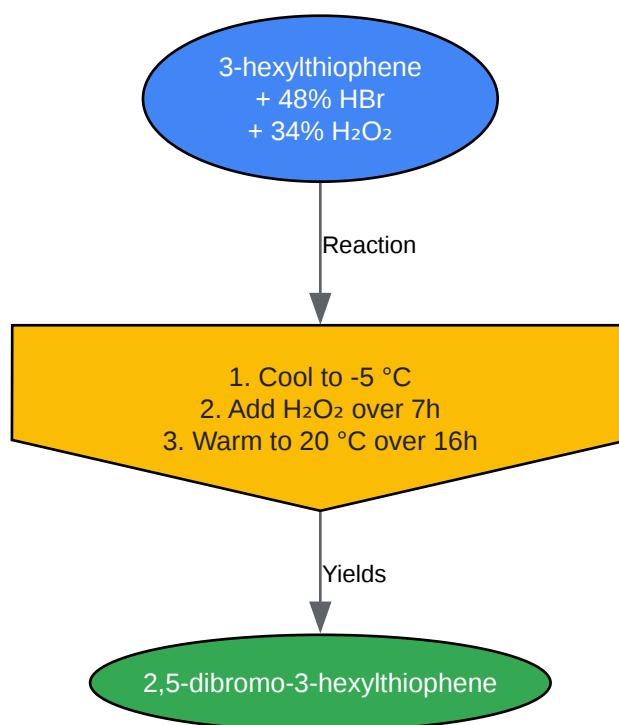 3-hexylthiophene
+ 48% HBr
+ 34% H₂O₂
Reaction
1. Cool to -5 °C
2. Add H₂O₂ over 7h
3. Warm to 20 °C over 16h
Yields
2,5-dibromo-3-hexylthiophene